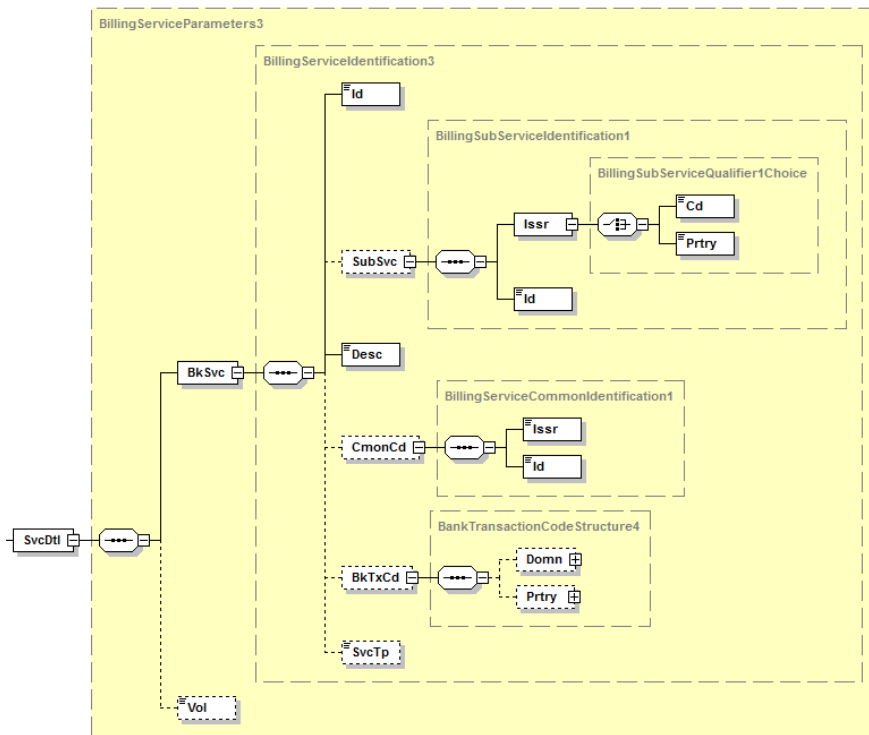 BillingServiceParameters3
BillingServiceIdentification3
Id
BillingSubServiceIdentification1
BillingSubServiceQualifier1Choice
Cd
Issr
Prtry
SubSvc
Id
Desc
BkSvc
BillingServiceCommonIdentification1
Issr
CmonCd
Id
BankTransactionCodeStructure4
SvcDtl
Domn
BkTxCd
Prtry
SvcTp
Vol